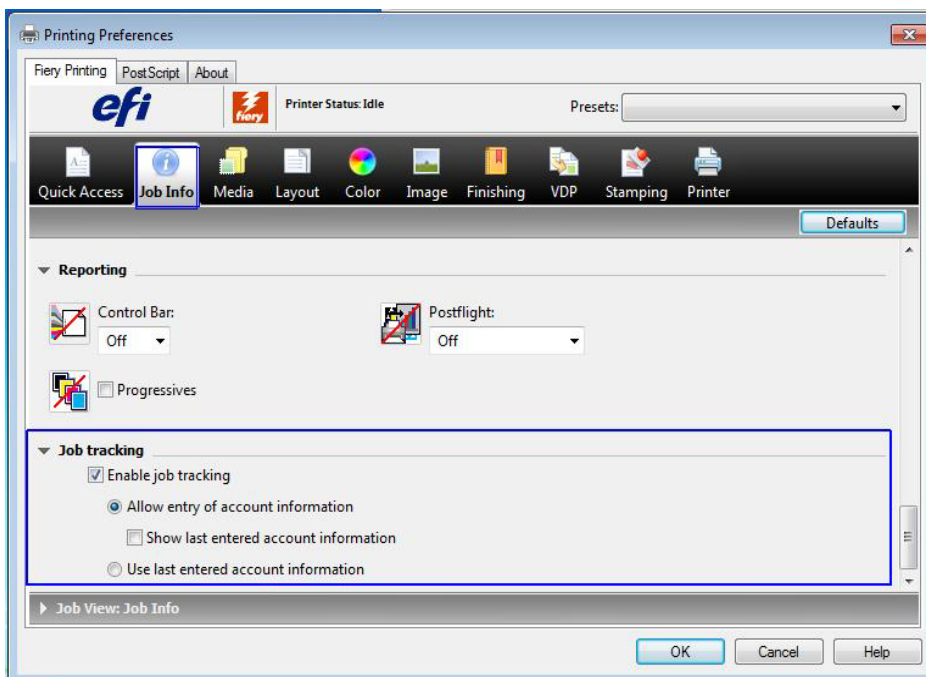 Printing Preferences
Fiery Printing PostScript About
efi fiery Printer Status: Idle Presets:
Quick Access Job Info Media Layout Color Image Finishing VDP Stamping Printer
Defaults
Reporting
Control Bar: Postflight:
Off Off
Progressives
Job tracking
Enable job tracking
Allow entry of account information
Show last entered account information
Use last entered account information
Job View: Job Info
OK Cancel Help